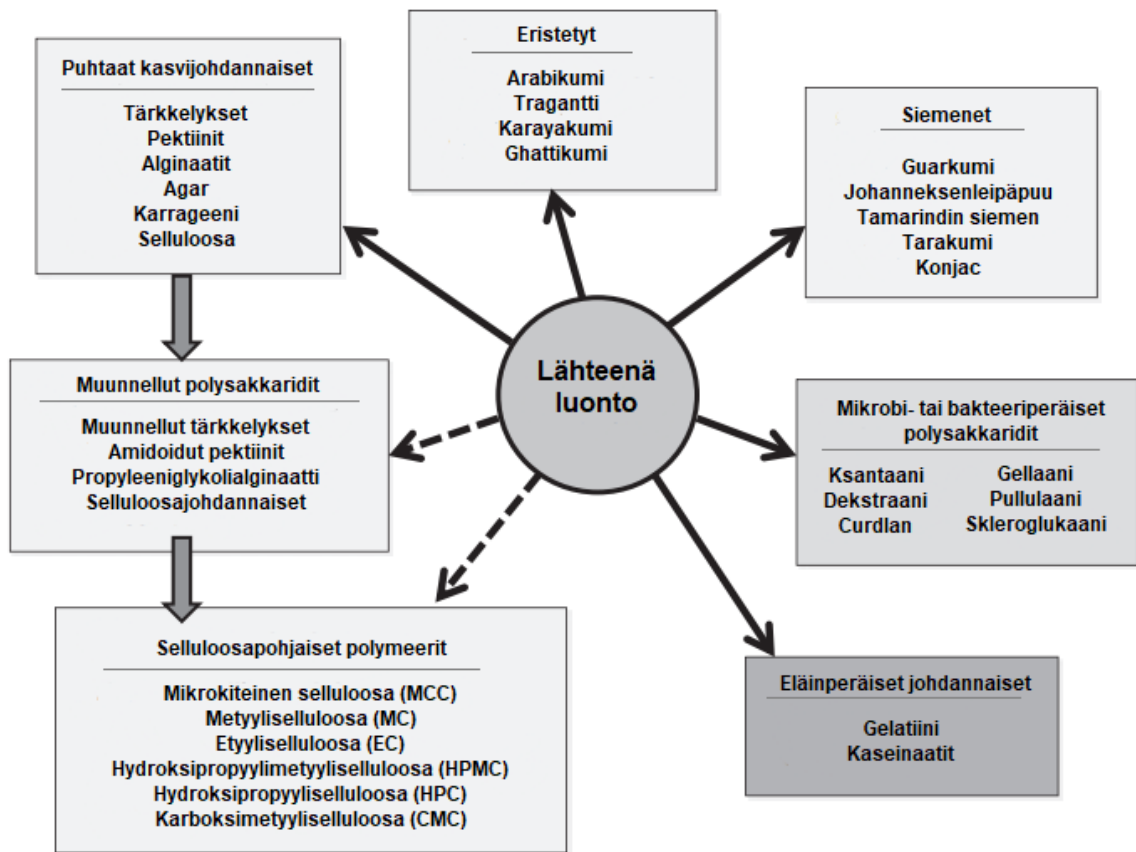 Puhtaat kasvijohdannaiset
Tärkkelykset
Pektiinit
Alginaatit
Agar
Karrageeni
Selluloosa
Eristetyt
Arabikumi
Tragantti
Karayakumi
Ghattikumi
Siemenet
Guarkumi
Johanneksenleipäpuu
Tamarindin siemen
Tarakumi
Konjac
Lähteenä
luonto
Muunnellut polysakkaridit
Muunnellut tärkkelykset
Amidoidut pektiinit
Propyleeniglykolialginaatti
Selluloosajohdannaiset
Mikrobi- tai bakteeriperäiset
polysakkaridit
Ksantaani
Dekstraani
Curdlan
Gellaani
Pullulaani
Skleroglukaani
Selluloosapohjaiset polymeerit
Mikrokiteinen selluloosa (MCC)
Metyyliselluloosa (MC)
Etyyliselluloosa (EC)
Hydroksipropyylimetyyliselluloosa (HPMC)
Hydroksipropyyliselluloosa (HPC)
Karboksimetyyliselluloosa (CMC)
Eläinperäiset johdannaiset
Gelatiini
Kaseinaatit